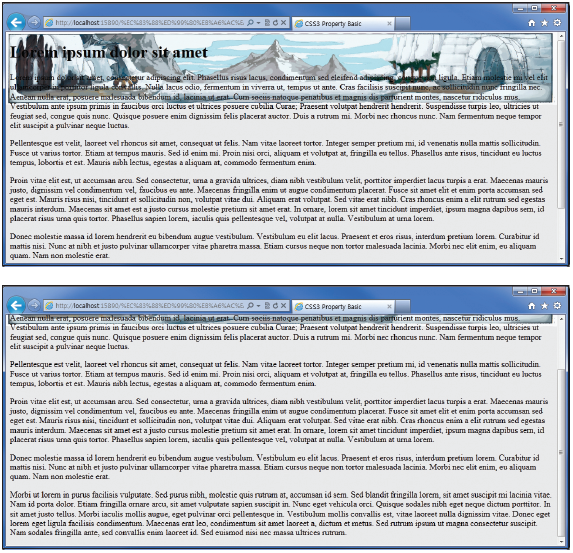 http://localhost:15890/%EC%83%88%ED%99%80%EB%A6%AC%
CSS3 Property Basic
Lorem ipsum dolor sit amet
Lorem ipsum dolor sit amet, consectetur adipiscing elit. Phasellus risus lacus, condimentum sed eleifend adipiscing, ligula. Etiam molestie mi vel elit
Nulla lacus odio, fermentum in viverra ut, tempus ut ante. Cras facilisis suscipit nunc, ac sollicitudin nunc fringilla nec.
Aenean nulla erat, posuere malesuada bibendum id, lacinia ut erat. Cum sociis natoque penatibus et magnis dis parturient montes, nascetur ridiculus mus.
Vestibulum ante ipsum primis in faucibus orci luctus et ultrices posuere cubilia Curae; Praesent volutpat hendrerit hendrerit. Suspendisse turpis leo, ultricies ut
feugiat sed, congue quis nunc. Quisque posuere enim dignissim felis placerat auctor. Duis a rutrum mi. Morbi nec rhoncus nunc. Nam fermentum neque tempor
elit suscipit a pulvinar neque luctus.
Pellentesque est velit, laoreet vel rhoncus sit amet, consequat ut felis. Nam vitae laoreet tortor. Integer semper pretium mi, id venenatis nulla mattis sollicitudin.
Fusce ut varius tortor. Etiam at tempus mauris. Sed id enim mi. Proin nisi orci, aliquam et volutpat at, fringilla eu tellus. Phasellus ante risus, tincidunt eu luctus
tempus, lobortis et est. Mauris nibh lectus, egestas a aliquam at, commodo fermentum enim.
Proin vitae elit est, ut accumsan arcu. Sed consectetur, urna a gravida ultrices, diam nibh vestibulum velit, porttitor imperdiet lacus turpis a erat. Maecenas mauris
justo, dignissim vel condimentum vel, faucibus eu ante. Maecenas fringilla enim ut augue condimentum placerat. Fusce sit amet elit et enim porta accumsan sed
eget est. Mauris risus nisi, tincidunt et sollicitudin non, volutpat vitae dui. Aliquam erat volutpat. Sed vitae erat nibh. Cras rhoncus enim a elit rutrum sed egestas
mauris interdum. Maecenas sit amet est a justo cursus molestie pretium sit amet erat. In ornare, lorem sit amet tincidunt imperdiet, ipsum magna dapibus sem, id
placerat risus urna quis tortor. Phasellus sapien lorem, iaculis quis pellentesque vel, volutpat at nulla. Vestibulum at urna lorem.
Donec molestie massa id lorem hendrerit eu bibendum augue vestibulum. Vestibulum eu elit lacus. Praesent et eros risus, interdum pretium lorem. Curabitur id
mattis nisi. Nunc at nibh et justo pulvinar ullamcorper vitae pharetra massa. Etiam cursus neque non tortor malesuada lacinia. Morbi nec elit enim, eu aliquam
quam. Nam non molestie erat.
http://localhost:15890/%EC%83%88%ED%99%80%EB%A6%AC%
CSS3 Property Basic
Aenean nulla erat, posuere malesuada bibendum id, lacinia ut erat. Cum sociis natoque penatibus et magnis dis parturient montes, nascetur ridiculus mus.
Vestibulum ante ipsum primis in faucibus orci luctus et ultrices posuere cubilia Curae; Praesent volutpat hendrerit hendrerit. Suspendisse turpis leo, ultricies ut
feugiat sed, congue quis nunc. Quisque posuere enim dignissim felis placerat auctor. Duis a rutrum mi. Morbi nec rhoncus nunc. Nam fermentum neque tempor
elit suscipit a pulvinar neque luctus.
Pellentesque est velit, laoreet vel rhoncus sit amet, consequat ut felis. Nam vitae laoreet tortor. Integer semper pretium mi, id venenatis nulla mattis sollicitudin.
Fusce ut varius tortor. Etiam at tempus mauris. Sed id enim mi. Proin nisi orci, aliquam et volutpat at, fringilla eu tellus. Phasellus ante risus, tincidunt eu luctus
tempus, lobortis et est. Mauris nibh lectus, egestas a aliquam at, commodo fermentum enim.
Proin vitae elit est, ut accumsan arcu. Sed consectetur, urna a gravida ultrices, diam nibh vestibulum velit, porttitor imperdiet lacus turpis a erat. Maecenas mauris
justo, dignissim vel condimentum vel, faucibus eu ante. Maecenas fringilla enim ut augue condimentum placerat. Fusce sit amet elit et enim porta accumsan sed
eget est. Mauris risus nisi, tincidunt et sollicitudin non, volutpat vitae dui. Aliquam erat volutpat. Sed vitae erat nibh. Cras rhoncus enim a elit rutrum sed egestas
mauris interdum. Maecenas sit amet est a justo cursus molestie pretium sit amet erat. In ornare, lorem sit amet tincidunt imperdiet, ipsum magna dapibus sem, id
placerat risus urna quis tortor. Phasellus sapien lorem, iaculis quis pellentesque vel, volutpat at nulla. Vestibulum at urna lorem.
Donec molestie massa id lorem hendrerit eu bibendum augue vestibulum. Vestibulum eu elit lacus. Praesent et eros risus, interdum pretium lorem. Curabitur id
mattis nisi. Nunc at nibh et justo pulvinar ullamcorper vitae pharetra massa. Etiam cursus neque non tortor malesuada lacinia. Morbi nec elit enim, eu aliquam
quam. Nam non molestie erat.
Morbi ut lorem in purus facilisis vulputate. Sed purus nibh, molestie quis rutrum at, accumsan id sem. Sed blandit fringilla lorem, sit amet suscipit mi lacinia vitae.
Nam id porta dolor. Etiam fringilla ornare arcu, sit amet vulputate sapien suscipit in. Nunc eget vehicula orci. Quisque sodales nibh eget neque dictum porttitor. In
sit amet justo tellus. Morbi iaculis mollis augue, eget pulvinar orci pellentesque in. Vestibulum mollis convallis est, vitae laoreet nulla dignissim vitae. Donec eget
lorem eget ligula facilisis condimentum. Maecenas erat leo, condimentum sit amet laoreet a, dictum et metus. Sed rutrum ipsum ut magna consectetur suscipit.
Nam sodales fringilla ante, sed convallis enim laoreet id. Sed euismod nisi nec massa ultrices rutrum.